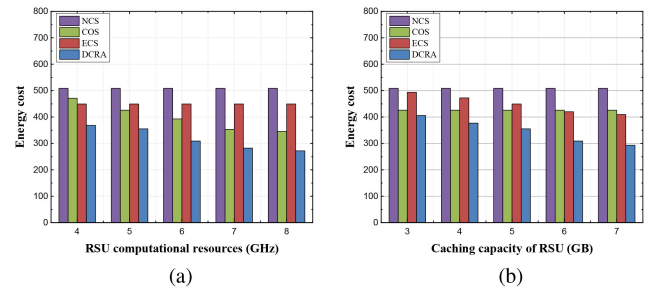 800
700
600
500
400
300
200
100
0
Energy cost
NCS
COS
ECS
DCRA
4 5 6 7 8
RSU computational resources (GHz)
(a)
800
700
600
500
400
300
200
100
0
Energy cost
NCS
COS
ECS
DCRA
3 4 5 6 7
Caching capacity of RSU (GB)
(b)